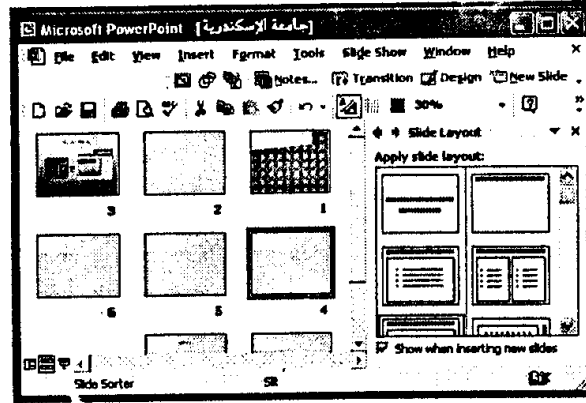 Microsoft PowerPoint [جامعة الإسكندرية]
File Edit View Insert Format Tools Slide Show Window Help
Notes... Transition Design New Slide
30%
Slide Layout
Apply slide layout:
3 2 1
6 5 4
Show when inserting new slides
Slide Sorter